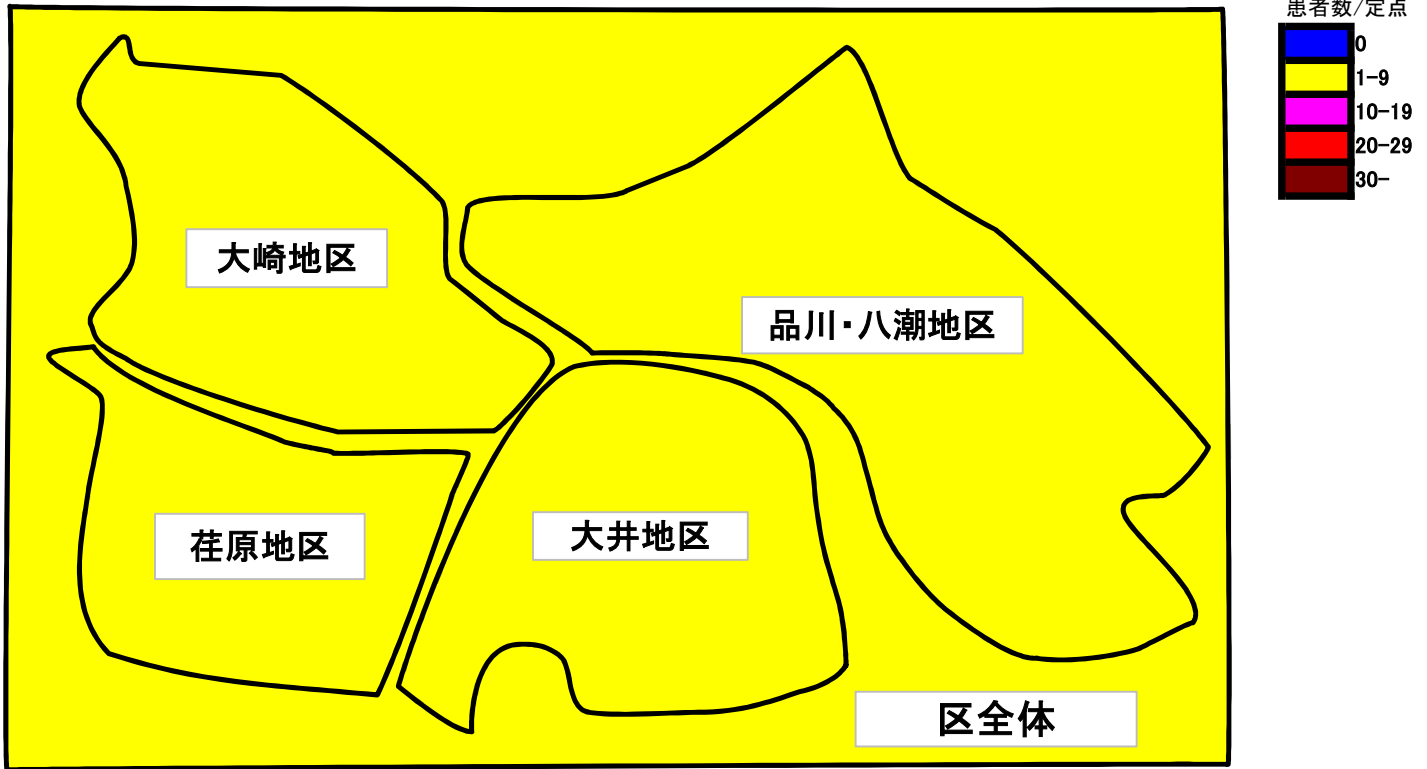 患者数/定点
0
1-9
10-19
20-29
30-
大崎地区
品川・八潮地区
荏原地区
大井地区
区全体